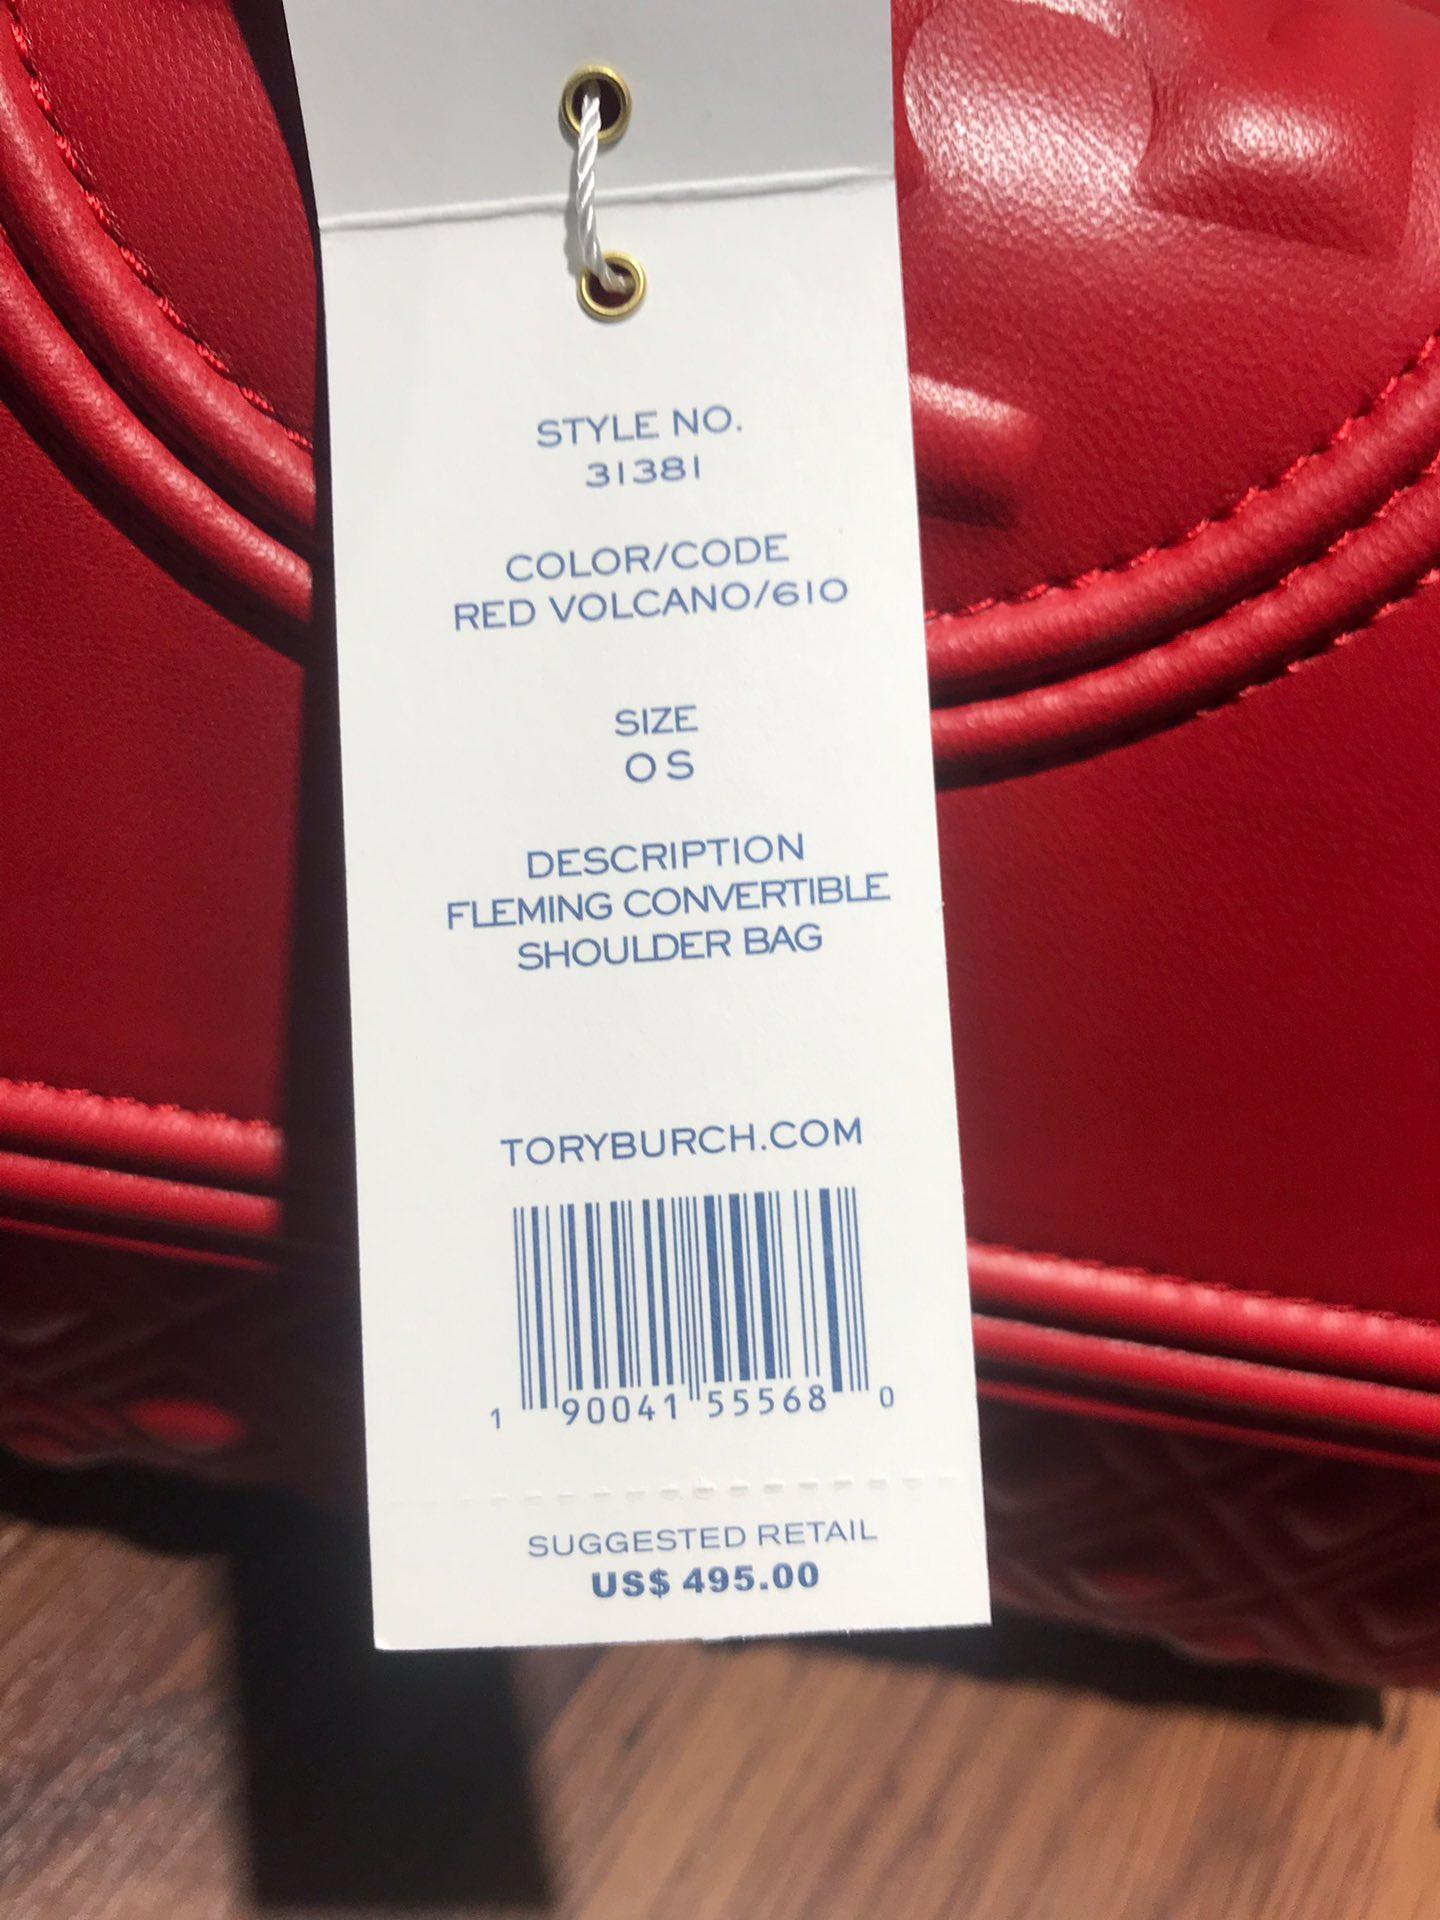 STYLE NO.
31381
COLOR/CODE
RED VOLCANO/610
SIZE
OS
DESCRIPTION
FLEMING CONVERTIBLE
SHOULDER BAG
TORYBURCH.COM
1 90041 55568 0
SUGGESTED RETAIL
US$ 495.00